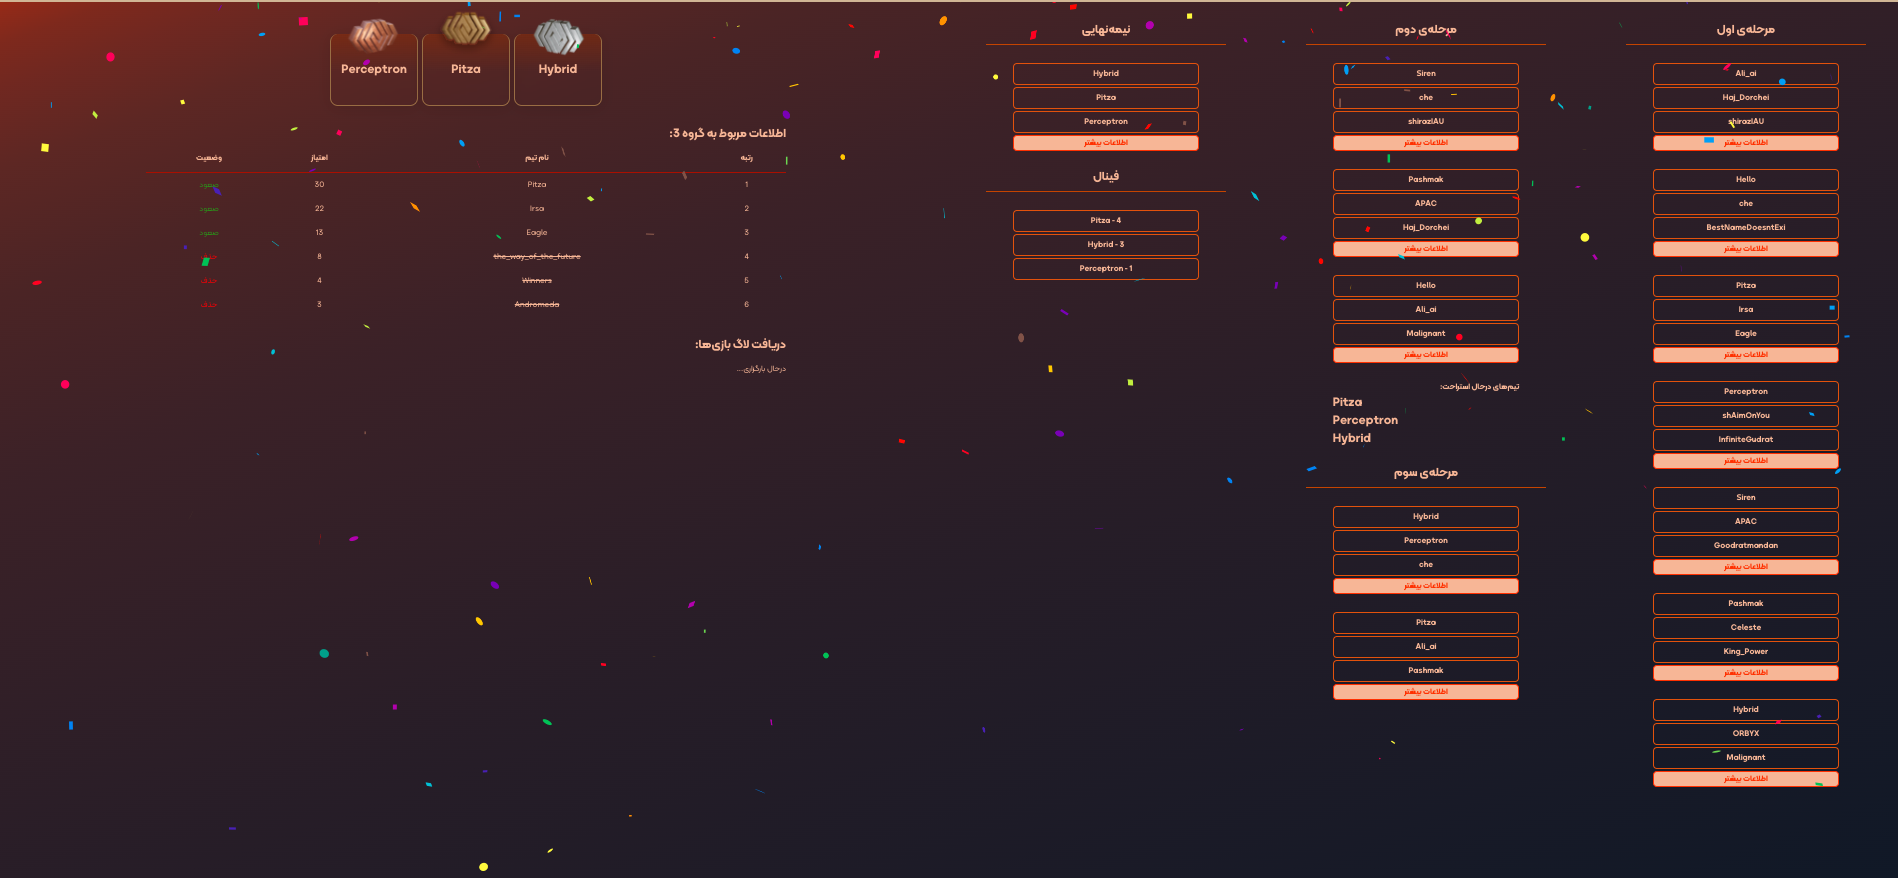 مرحله‌ی اول
Ali_ai
Haj_Dorchei
shirazIAU
اطلاعات بیشتر
Hello
che
BestNameDoesntExi
اطلاعات بیشتر
Pitza
Irsa
Eagle
اطلاعات بیشتر
Perceptron
shAimOnYou
InfiniteGudrat
اطلاعات بیشتر
Siren
APAC
Goodratmandan
اطلاعات بیشتر
Pashmak
Celeste
King_Power
اطلاعات بیشتر
Hybrid
ORBYX
Malignant
اطلاعات بیشتر
مرحله‌ی دوم
Siren
che
shirazIAU
اطلاعات بیشتر
Pashmak
APAC
Haj_Dorchei
اطلاعات بیشتر
Hello
Ali_ai
Malignant
اطلاعات بیشتر
تیم‌های درحال استراحت:
Pitza
Perceptron
Hybrid
مرحله‌ی سوم
Hybrid
Perceptron
che
اطلاعات بیشتر
Pitza
Ali_ai
Pashmak
اطلاعات بیشتر
نیمه‌نهایی
Hybrid
Pitza
Perceptron
اطلاعات بیشتر
فینال
Pitza - 4
Hybrid - 3
Perceptron - 1
Perceptron Pitza Hybrid
اطلاعات مربوط به گروه 3:
رتبه نام تیم امتیاز وضعیت
1 Pitza 30 صعود
2 Irsa 22 صعود
3 Eagle 13 صعود
4 the_way_of_the_future 8 حذف
5 Winners 4 حذف
6 Andromeda 3 حذف
دریافت لاگ بازی‌ها:
درحال بارگزاری...